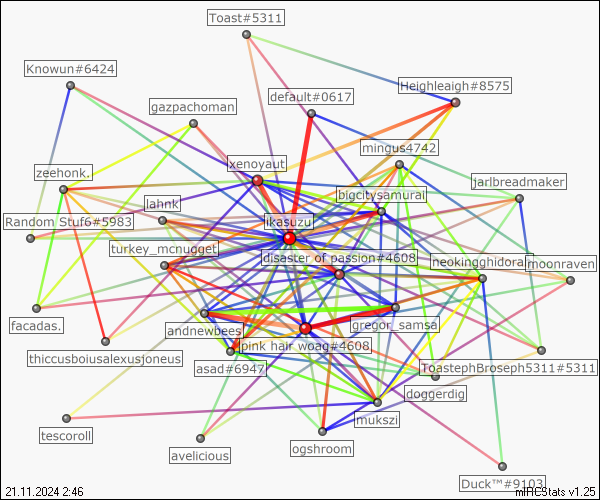 Toast#5311
Knowun#6424
Heighleaigh#8575
default#0617
gazpachoman
mingus4742
xenoyaut
zeehonk.
jarlbreadmaker
bigcitysamurai
lahnk
Random Stuf6#5983
ikasuzu
turkey_mcnugget
disaster of passion#4608
neokingghidorah
moonraven
facadas.
andrewbees
gregor_samsa
pink hair woag#4608
thiccusboiusalexusjoneus
asad#6947
ToastephBroseph5311#5311
doggerdig
mukszi
tescoroll
avelicious
ogshroom
Duck™#9103
21.11.2024 2:46
mIRCStats v1.25